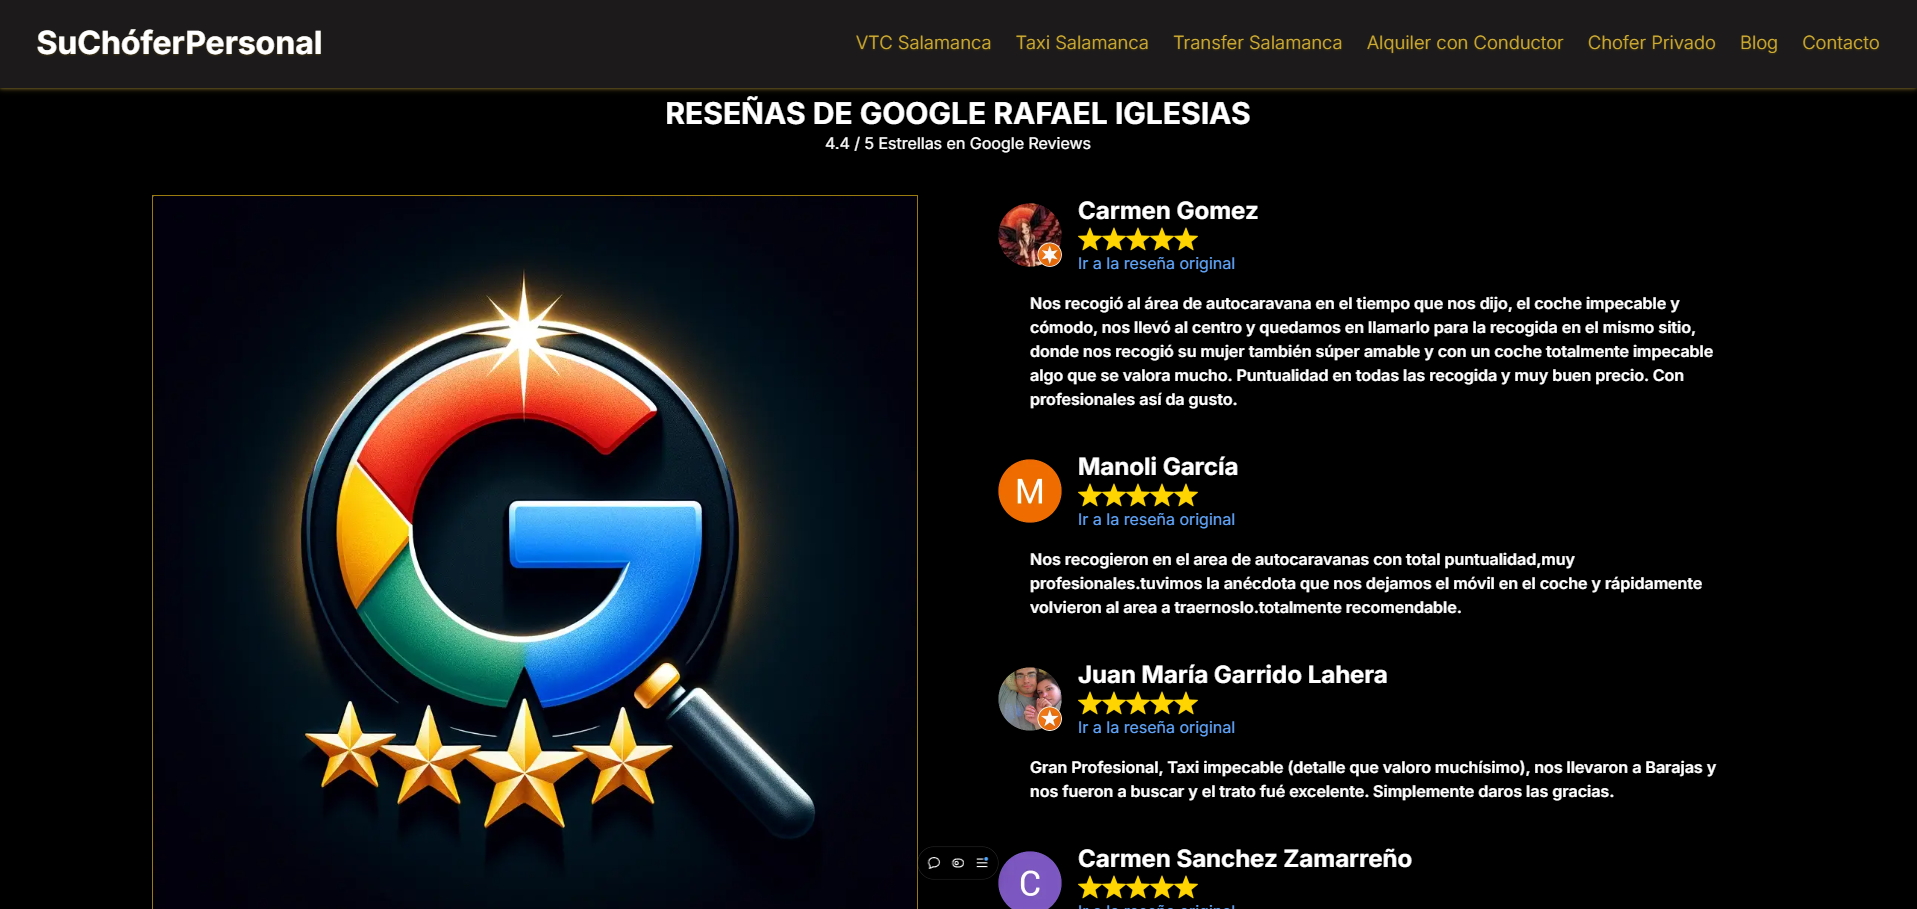 SuChóferPersonal
VTC Salamanca Taxi Salamanca Transfer Salamanca Alquiler con Conductor Chofer Privado Blog Contacto
RESEÑAS DE GOOGLE RAFAEL IGLESIAS
4.4 / 5 Estrellas en Google Reviews
Carmen Gomez
Ir a la reseña original
Nos recogió al área de autocaravana en el tiempo que nos dijo, el coche impecable y
cómodo, nos llevó al centro y quedamos en llamarlo para la recogida en el mismo sitio,
donde nos recogió su mujer también súper amable y con un coche totalmente impecable
algo que se valora mucho. Puntualidad en todas las recogida y muy buen precio. Con
profesionales así da gusto.
M
Manoli García
Ir a la reseña original
Nos recogieron en el area de autocaravanas con total puntualidad,muy
profesionales.tuvimos la anécdota que nos dejamos el móvil en el coche y rápidamente
volvieron al area a traernoslo.totalmente recomendable.
Juan María Garrido Lahera
Ir a la reseña original
Gran Profesional, Taxi impecable (detalle que valoro muchísimo), nos llevaron a Barajas y
nos fueron a buscar y el trato fué excelente. Simplemente daros las gracias.
C
Carmen Sanchez Zamarreño
G